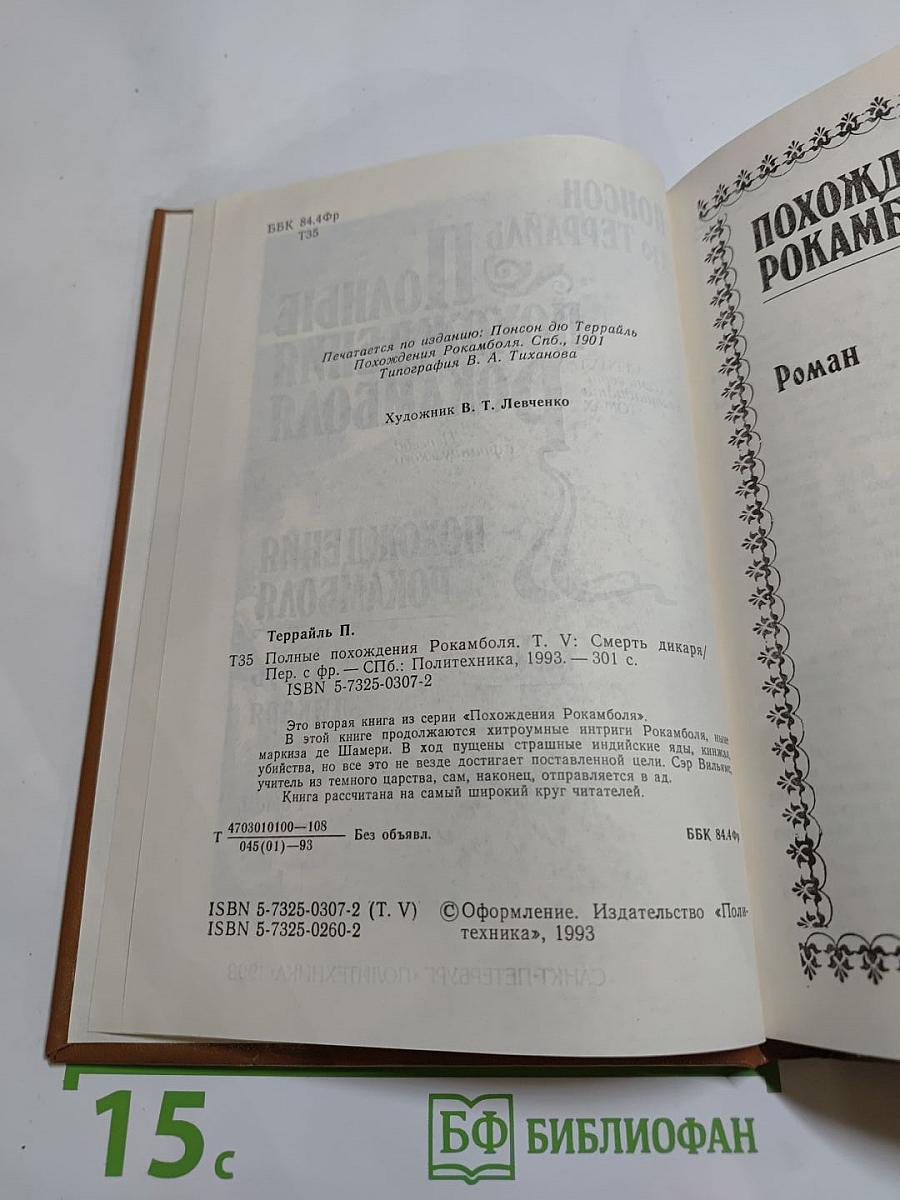 ББК 84.4Фр
Т35
Печатается по изданию: Понсон дю Террайль
Похождения Рокамболя. Спб., 1901
Типография В. А. Тиханова
Художник В. Т. Левченко
Террайль П.
Т35 Полные похождения Рокамболя. Т. V: Смерть дикаря/
Пер. с фр. — СПб.: Политехника, 1993. — 301 с.
ISBN 5-7325-0307-2
Это вторая книга из серии «Похождения Рокамболя».
В этой книге продолжаются хитроумные интриги Рокамболя, ныне
маркиза де Шамери. В ход пущены страшные индийские яды, кинжал,
убийства, но все это не везде достигает поставленной цели. Сэр Вильямс,
учитель из темного царства, сам, наконец, отправляется в ад.
Книга рассчитана на самый широкий круг читателей.
Т 4703010100—108
045(01)—93
Без объявл.
ББК 84.4Фр
ISBN 5-7325-0307-2 (Т. V)
ISBN 5-7325-0260-2
© Оформление. Издательство «Поли-
техника», 1993
ПОХОЖД
РОКАМБ
Роман
15 с
БФ БИБЛИОФАН